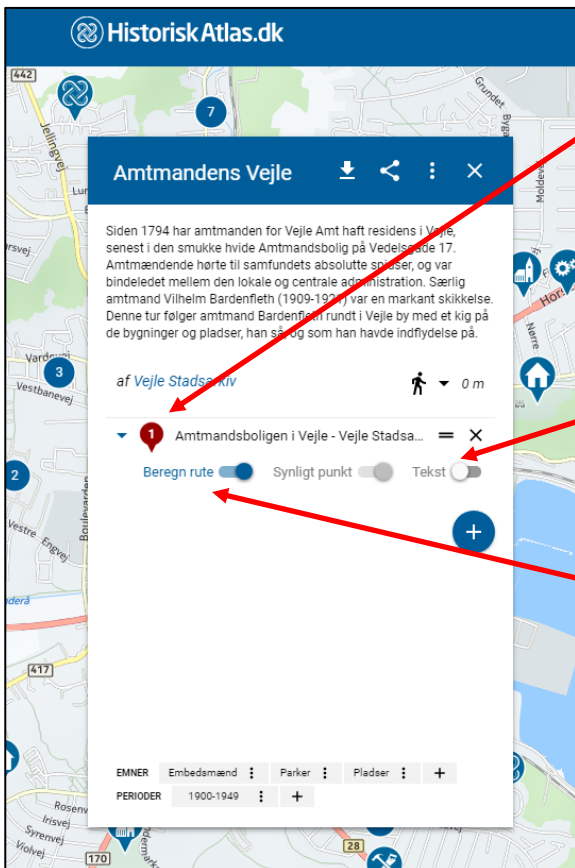 HistoriskAtlas.dk
442
7
Grundet
Jellingvej
Amtmandens Vejle
Siden 1794 har amtmanden for Vejle Amt haft residens i Vejle,
senest i den smukke hvide Amtmandsbolig på Vedelsgade 17.
Amtmændende hørte til samfundets absolutte spidser, og var
bindeleddet mellem den lokale og centrale administration. Særlig
amtmand Vilhelm Bardenfleth (1909-1921) var en markant skikkelse.
Denne tur følger amtmand Bardenfleth rundt i Vejle by med et kig på
de bygninger og pladser, han så, og som han havde indflydelse på.
Nørre
3
Vestbanevej
af Vejle Stadsarkiv
0 m
1
Amtmandsboligen i Vejle - Vejle Stadsa...
Beregn rute
Synligt punkt
Tekst
2
Boulevarden
Vestre Engvej
+
417
EMNER Embedsmænd Parker Pladser +
PERIODER 1900-1949 +
Irisvej
Syrenvej
Violvej
170
28